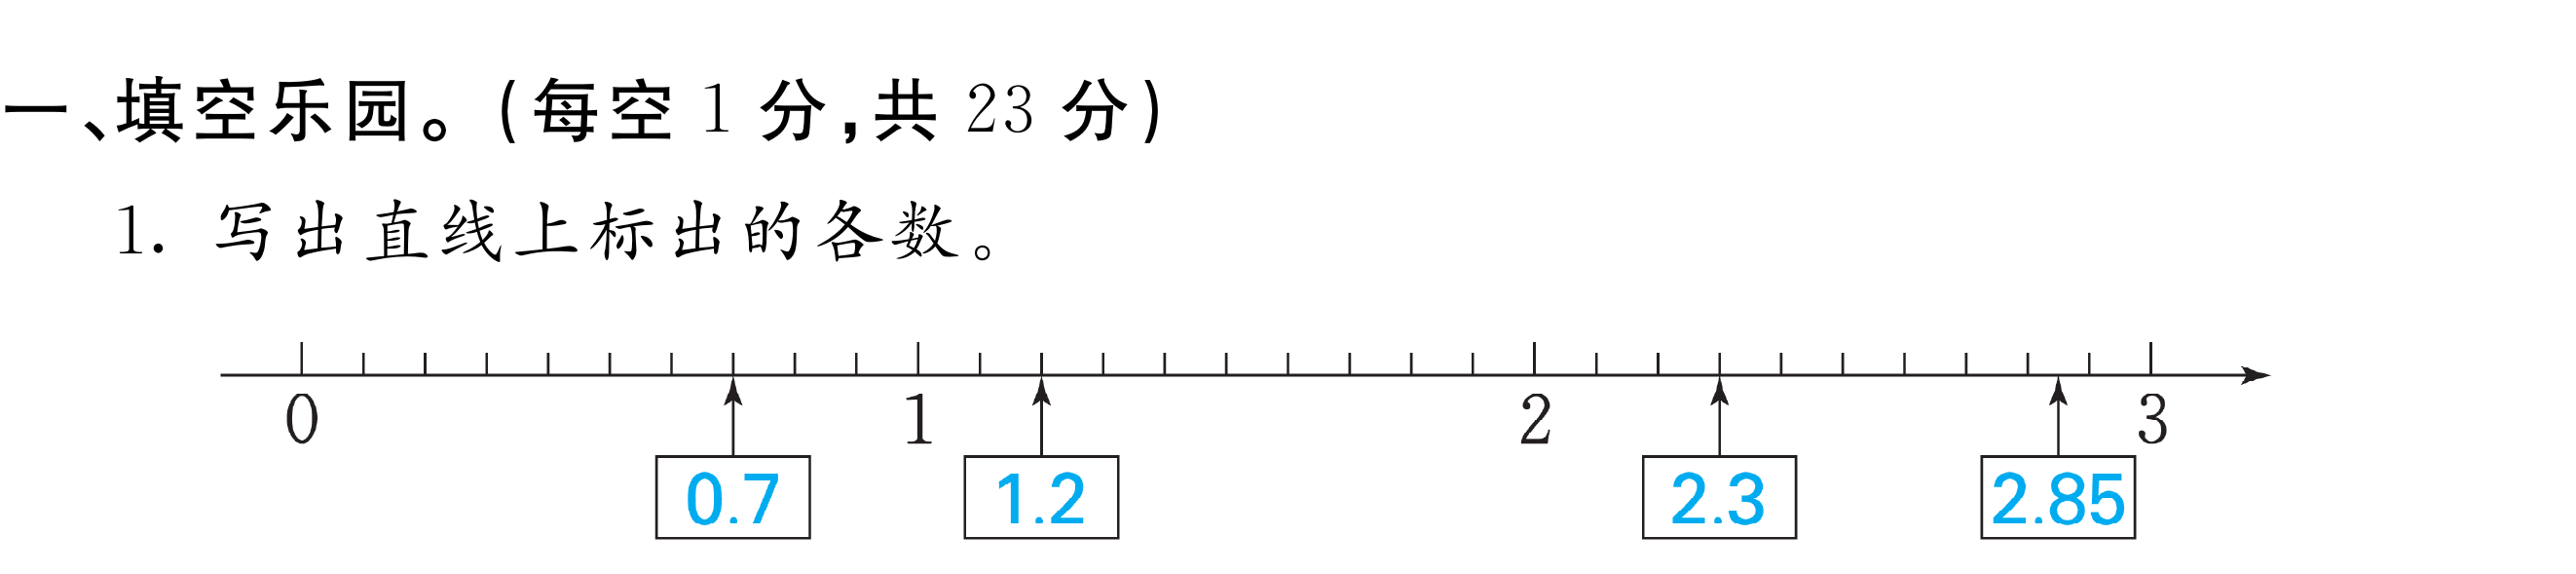 一、填空乐园。(每空 1 分,共 23 分)
1. 写出直线上标出的各数。
0 1 2 3
0.7 1.2 2.3 2.85